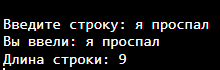 Введите строку: я проспал
Вы ввели: я проспал
Длина строки: 9